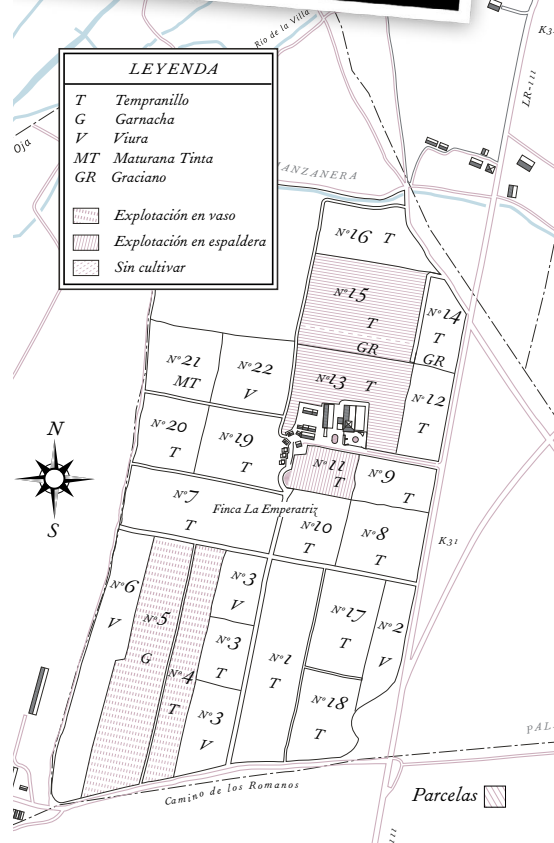 Río de la Villa
K3
LR-111
Oja
LEYENDA
T Tempranillo
G Garnacha
V Viura
MT Maturana Tinta
GR Graciano
Explotación en vaso
Explotación en espaldera
Sin cultivar
MANZANERA
Nº16 T
Nº15
T
GR
Nº14
T
GR
Nº13 T
Nº12
T
Nº21
MT
Nº22
V
Nº20
T
Nº19
T
Nº11
T
Nº9
T
Nº7
T
Finca La Emperatriz
Nº10
T
Nº8
T
K31
N
S
Nº6
V
Nº5
G
Nº4
T
Nº3
V
Nº3
T
Nº3
V
Nº1
T
Nº17
T
Nº2
V
Nº18
T
Camino de los Romanos
PAL
Parcelas
111